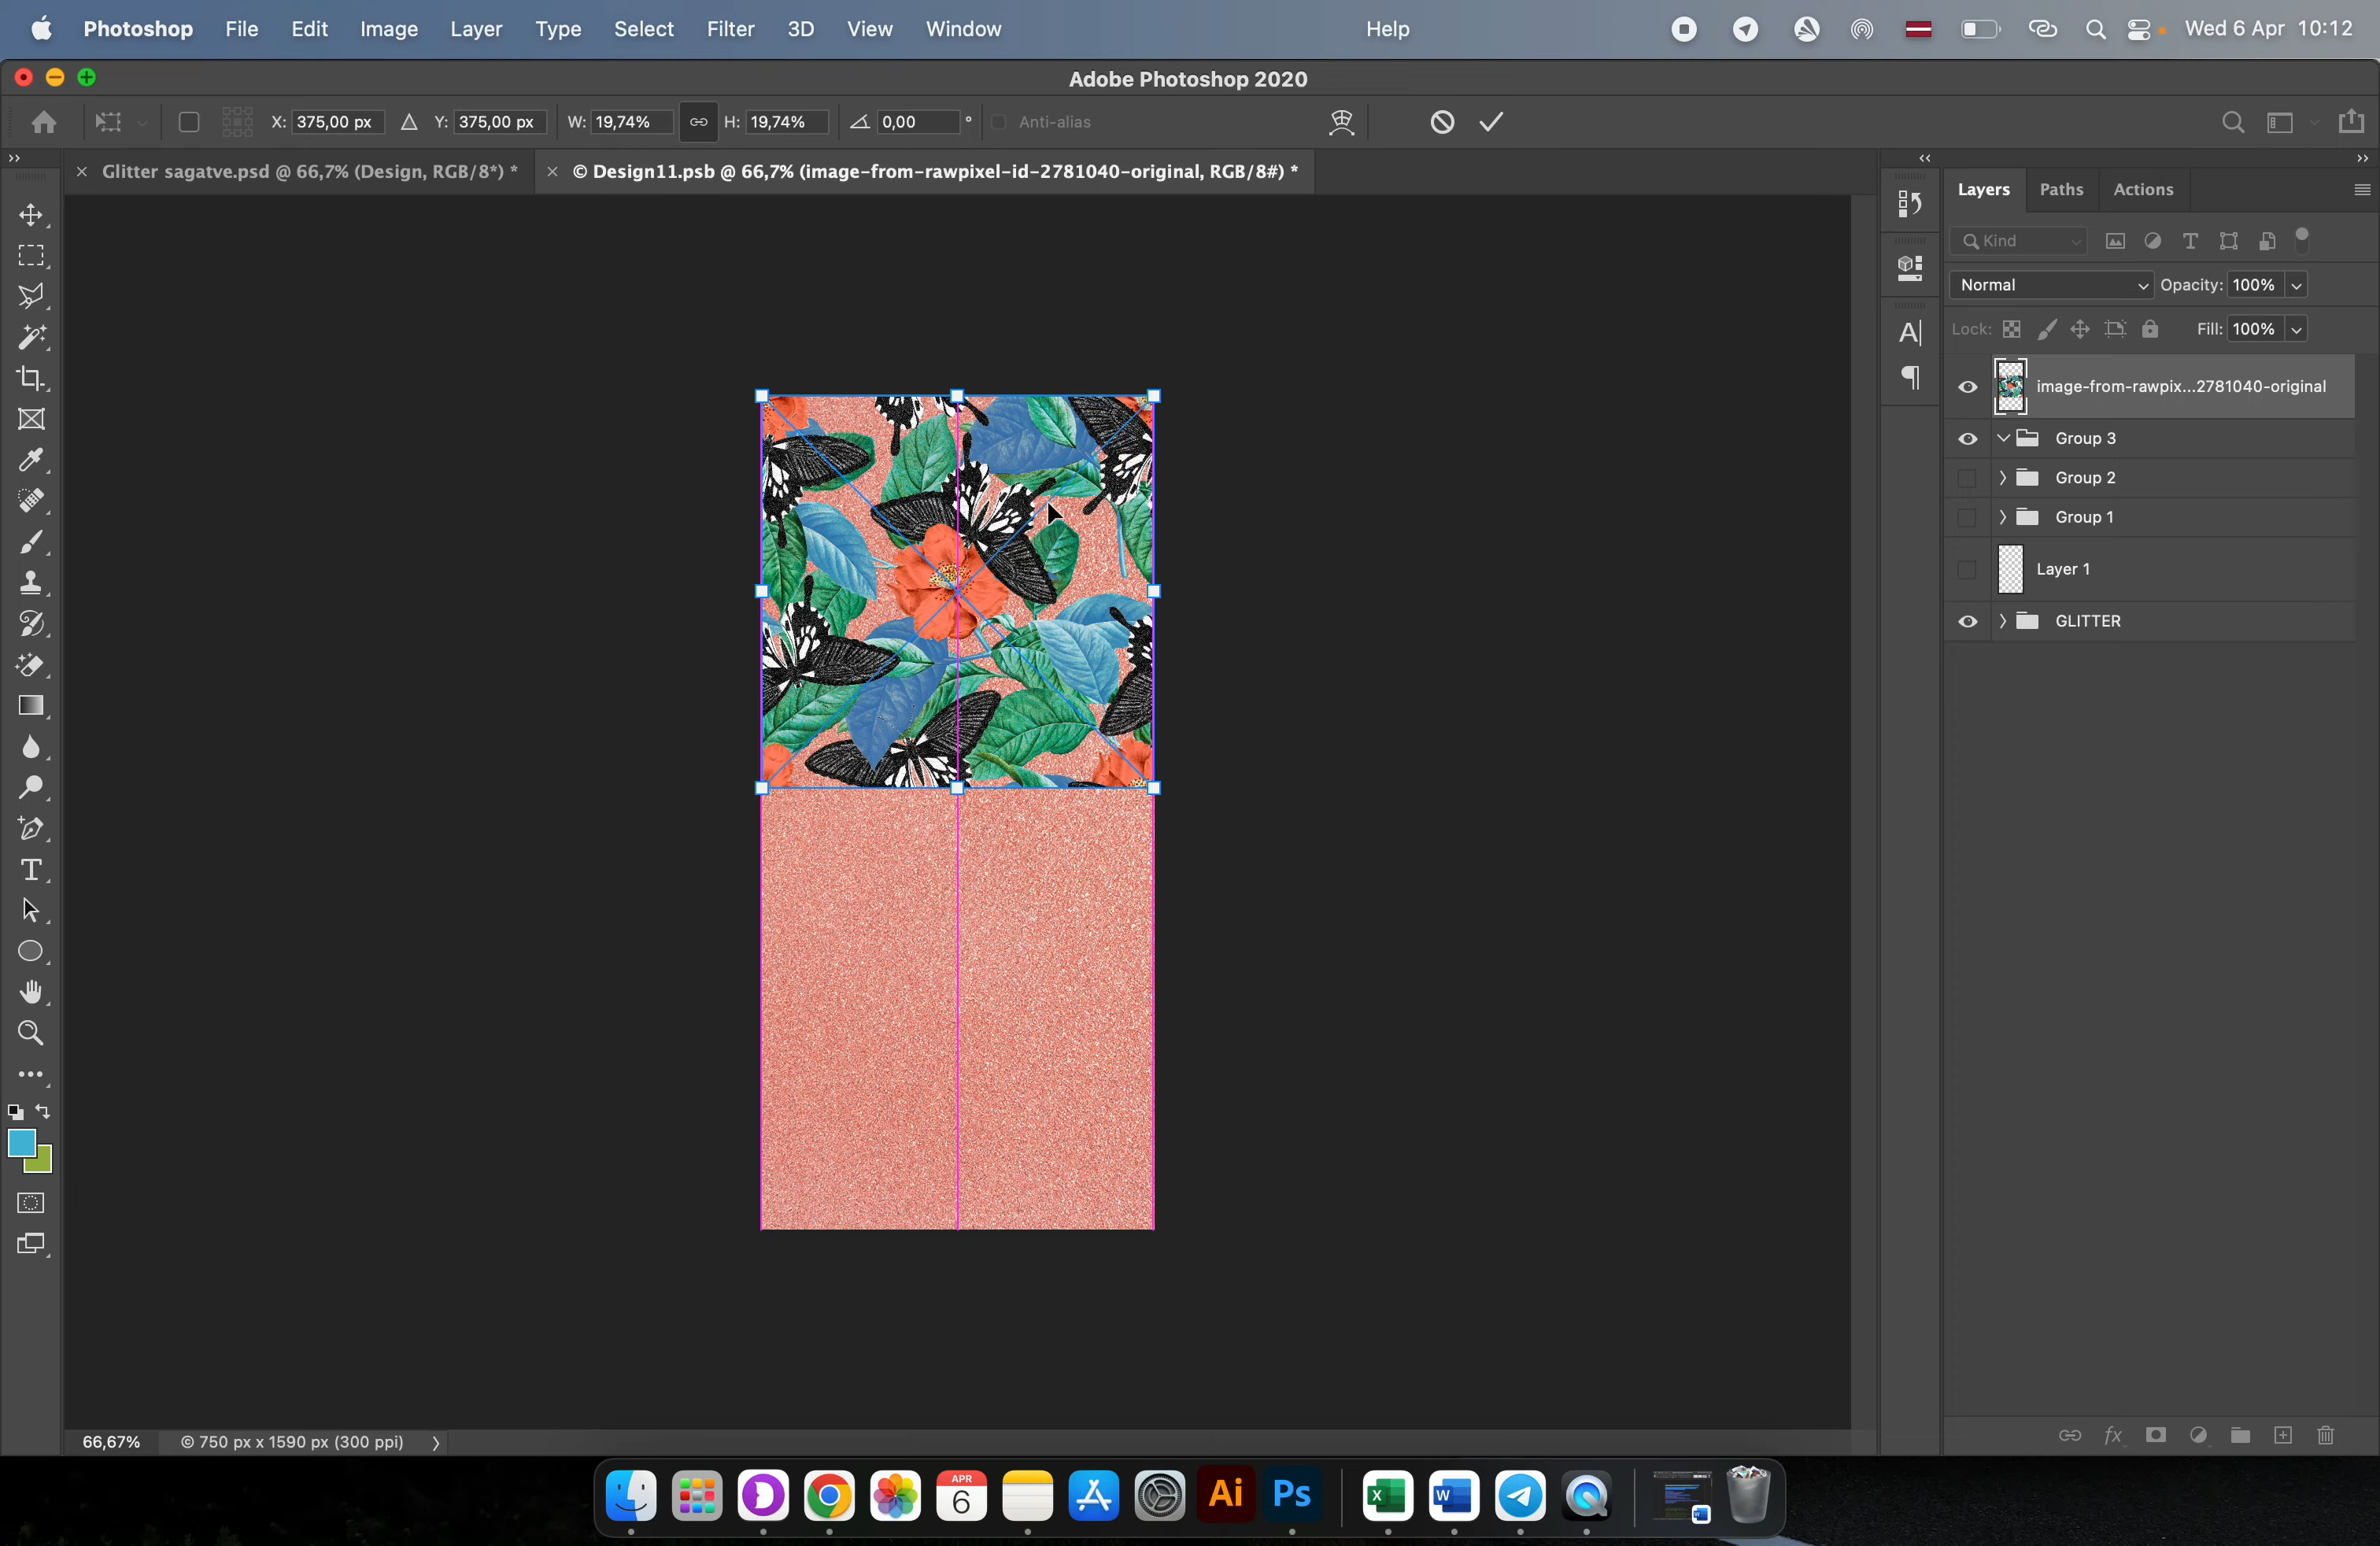 Photoshop File Edit Image Layer Type Select Filter 3D View Window Help Wed 6 Apr 10:12
Adobe Photoshop 2020
X: 375,00 px Y: 375,00 px W: 19,74% H: 19,74% 0,00 ° Anti-alias
Glitter sagatve.psd @ 66,7% (Design, RGB/8*) * © Design11.psb @ 66,7% (image-from-rawpixel-id-2781040-original, RGB/8#) *
Layers Paths Actions
Kind
Normal Opacity: 100%
Lock: Fill: 100%
image-from-rawpix...2781040-original
Group 3
Group 2
Group 1
Layer 1
GLITTER
66,67% © 750 px x 1590 px (300 ppi)
APR
6
Ai Ps
X W